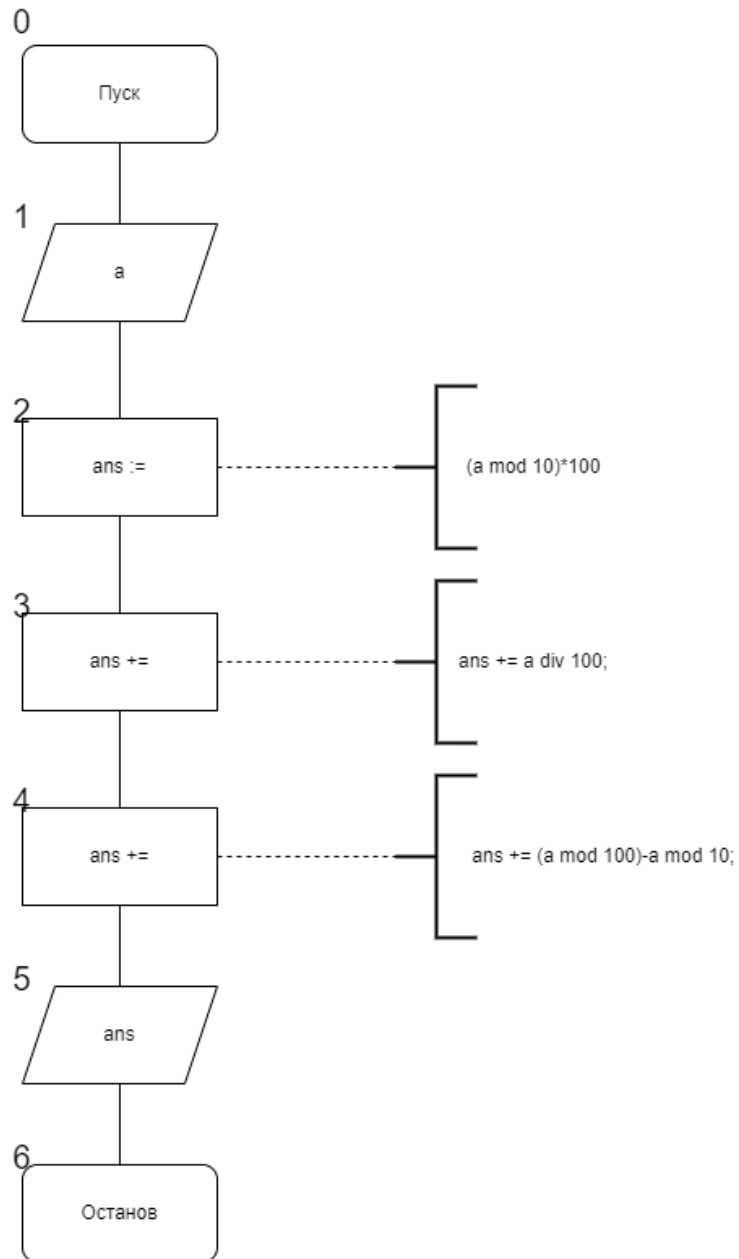 0
Пуск
1
a
2
ans :=
(a mod 10)*100
3
ans +=
ans += a div 100;
4
ans +=
ans += (a mod 100)-a mod 10;
5
ans
6
Останов